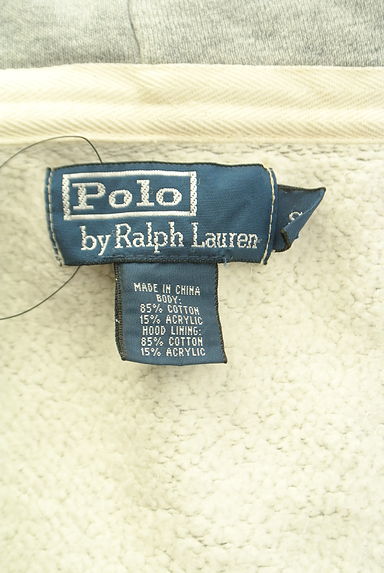 Polo
by Ralph Lauren
MADE IN CHINA
BODY:
85% COTTON
15% ACRYLIC
HOOD LINING:
85% COTTON
15% ACRYLIC